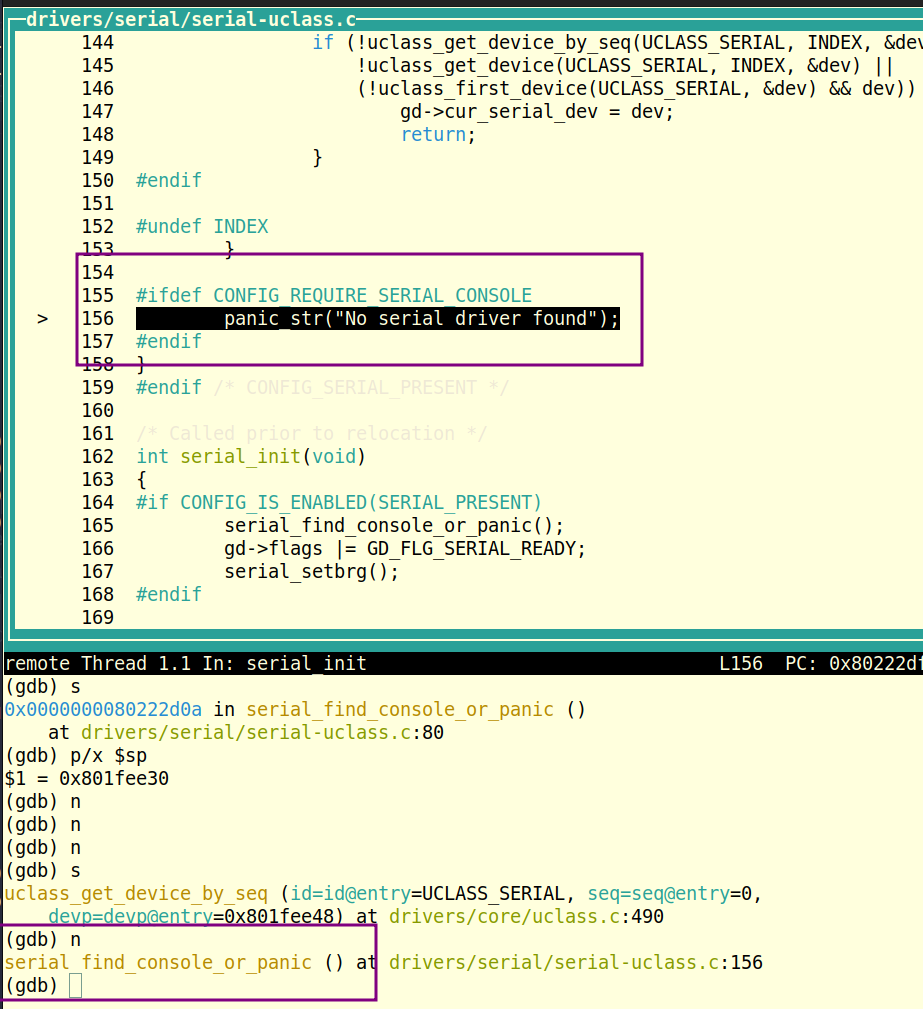 drivers/serial/serial-uclass.c
144 if (!uclass_get_device_by_seq(UCLASS_SERIAL, INDEX, &dev
145 !uclass_get_device(UCLASS_SERIAL, INDEX, &dev) ||
146 (!uclass_first_device(UCLASS_SERIAL, &dev) && dev))
147 gd->cur_serial_dev = dev;
148 return;
149 }
150 #endif
151
152 #undef INDEX
153 }
154
155 #ifdef CONFIG_REQUIRE_SERIAL_CONSOLE
> 156 panic_str("No serial driver found");
157 #endif
158 }
159 #endif /* CONFIG_SERIAL_PRESENT */
160
161 /* Called prior to relocation */
162 int serial_init(void)
163 {
164 #if CONFIG_IS_ENABLED(SERIAL_PRESENT)
165 serial_find_console_or_panic();
166 gd->flags |= GD_FLG_SERIAL_READY;
167 serial_setbrg();
168 #endif
169
remote Thread 1.1 In: serial_init L156 PC: 0x80222df
(gdb) s
0x0000000080222d0a in serial_find_console_or_panic ()
at drivers/serial/serial-uclass.c:80
(gdb) p/x $sp
$1 = 0x801fee30
(gdb) n
(gdb) n
(gdb) n
(gdb) s
uclass_get_device_by_seq (id=id@entry=UCLASS_SERIAL, seq=seq@entry=0,
devp=devp@entry=0x801fee48) at drivers/core/uclass.c:490
(gdb) n
serial_find_console_or_panic () at drivers/serial/serial-uclass.c:156
(gdb)